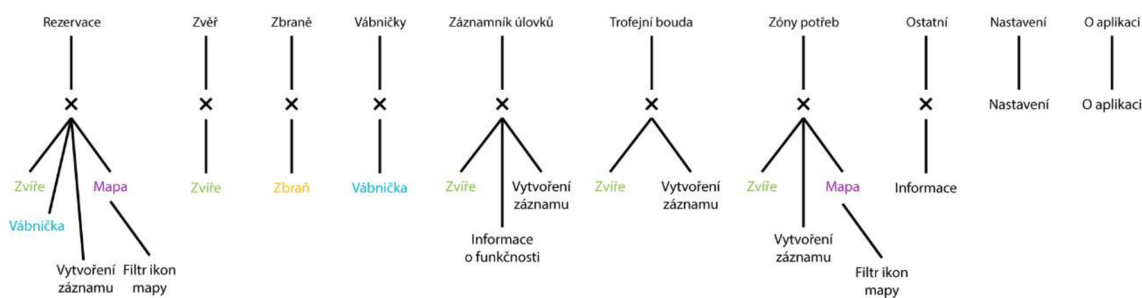 Rezervace
Zvěř
Zbraně
Vábničky
Záznamník úlovků
Trofejní bouda
Zóny potřeb
Ostatní
Nastavení
O aplikaci
Nastavení
O aplikaci
Zvíře
Mapa
Zvíře
Zbraň
Vábnička
Zvíře
Vytvoření
záznamu
Zvíře
Vytvoření
záznamu
Zvíře
Mapa
Informace
Vábnička
Informace
o funkčnosti
Vytvoření
záznamu
Vytvoření
záznamu
Filtr ikon
mapy
Filtr ikon
mapy